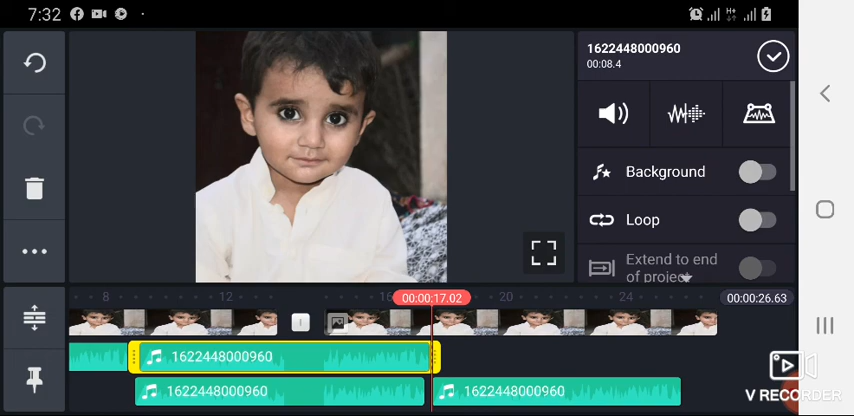 7:32
H+
1622448000960
00:08.4
Background
Loop
Extend to end
of project
8
12
16
00:00:17.02
20
24
00:00:26.63
1622448000960
1622448000960
1622448000960
V RECORDER